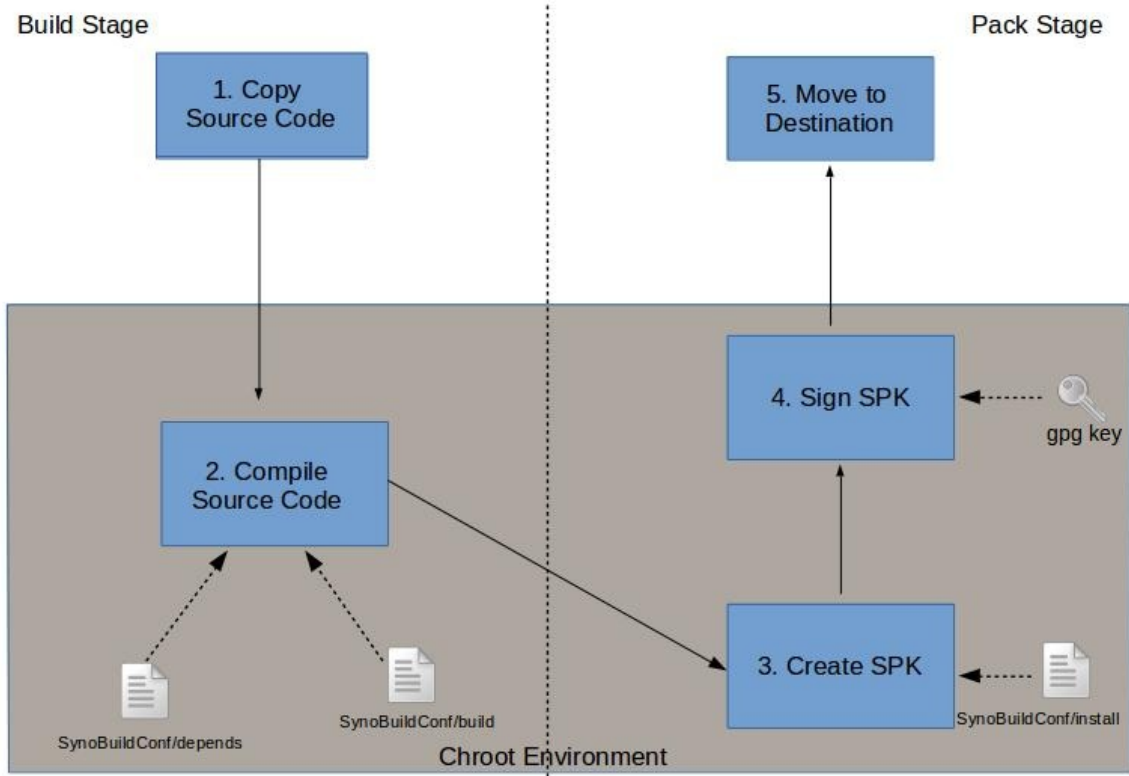 Build Stage
Pack Stage
1. Copy
Source Code
5. Move to
Destination
4. Sign SPK
gpg key
2. Compile
Source Code
3. Create SPK
SynoBuildConf/depends
SynoBuildConf/build
SynoBuildConf/install
Chroot Environment